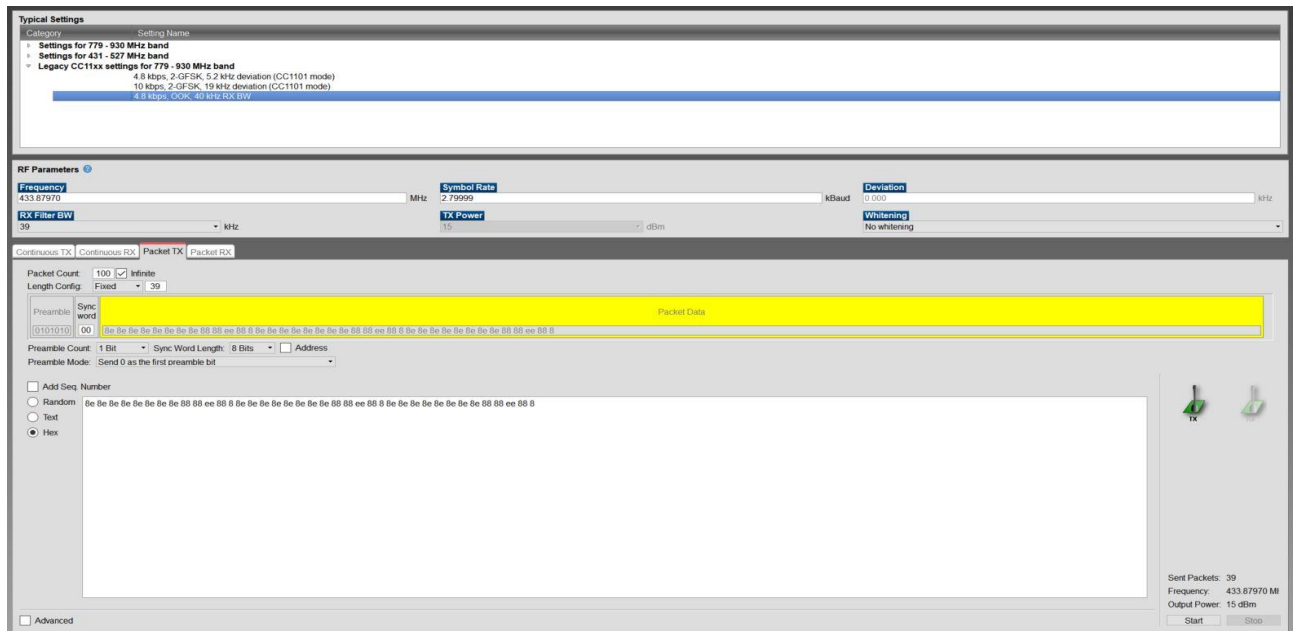 Typical Settings
Category Setting Name
Settings for 779 - 930 MHz band
Settings for 431 - 527 MHz band
Legacy CC11xx settings for 779 - 930 MHz band
4.8 kbps, 2-GFSK, 5.2 kHz deviation (CC1101 mode)
10 kbps, 2-GFSK, 19 kHz deviation (CC1101 mode)
4.8 kbps, OOK, 40 kHz RX BW
RF Parameters
Frequency Symbol Rate Deviation
433.87970 MHz 2.79999 kBaud 0.000 kHz
RX Filter BW TX Power Whitening
39 kHz 15 dBm No whitening
Continuous TX Continuous RX Packet TX Packet RX
Packet Count: 100 Infinite
Length Config: Fixed 39
Preamble Sync word Packet Data
0101010 00 8e 8e 8e 8e 8e 8e 8e 8e 88 88 ee 88 8 8e 8e 8e 8e 8e 8e 8e 8e 88 88 ee 88 8 8e 8e 8e 8e 8e 8e 8e 8e 88 88 ee 88 8
Preamble Count: 1 Bit Sync Word Length: 8 Bits Address
Preamble Mode: Send 0 as the first preamble bit
Add Seq. Number
Random 8e 8e 8e 8e 8e 8e 8e 8e 88 88 ee 88 8 8e 8e 8e 8e 8e 8e 8e 8e 88 88 ee 88 8 8e 8e 8e 8e 8e 8e 8e 8e 88 88 ee 88 8
Text
Hex
TX
Sent Packets: 39
Frequency: 433.87970 MH
Output Power: 15 dBm
Advanced Start Stop